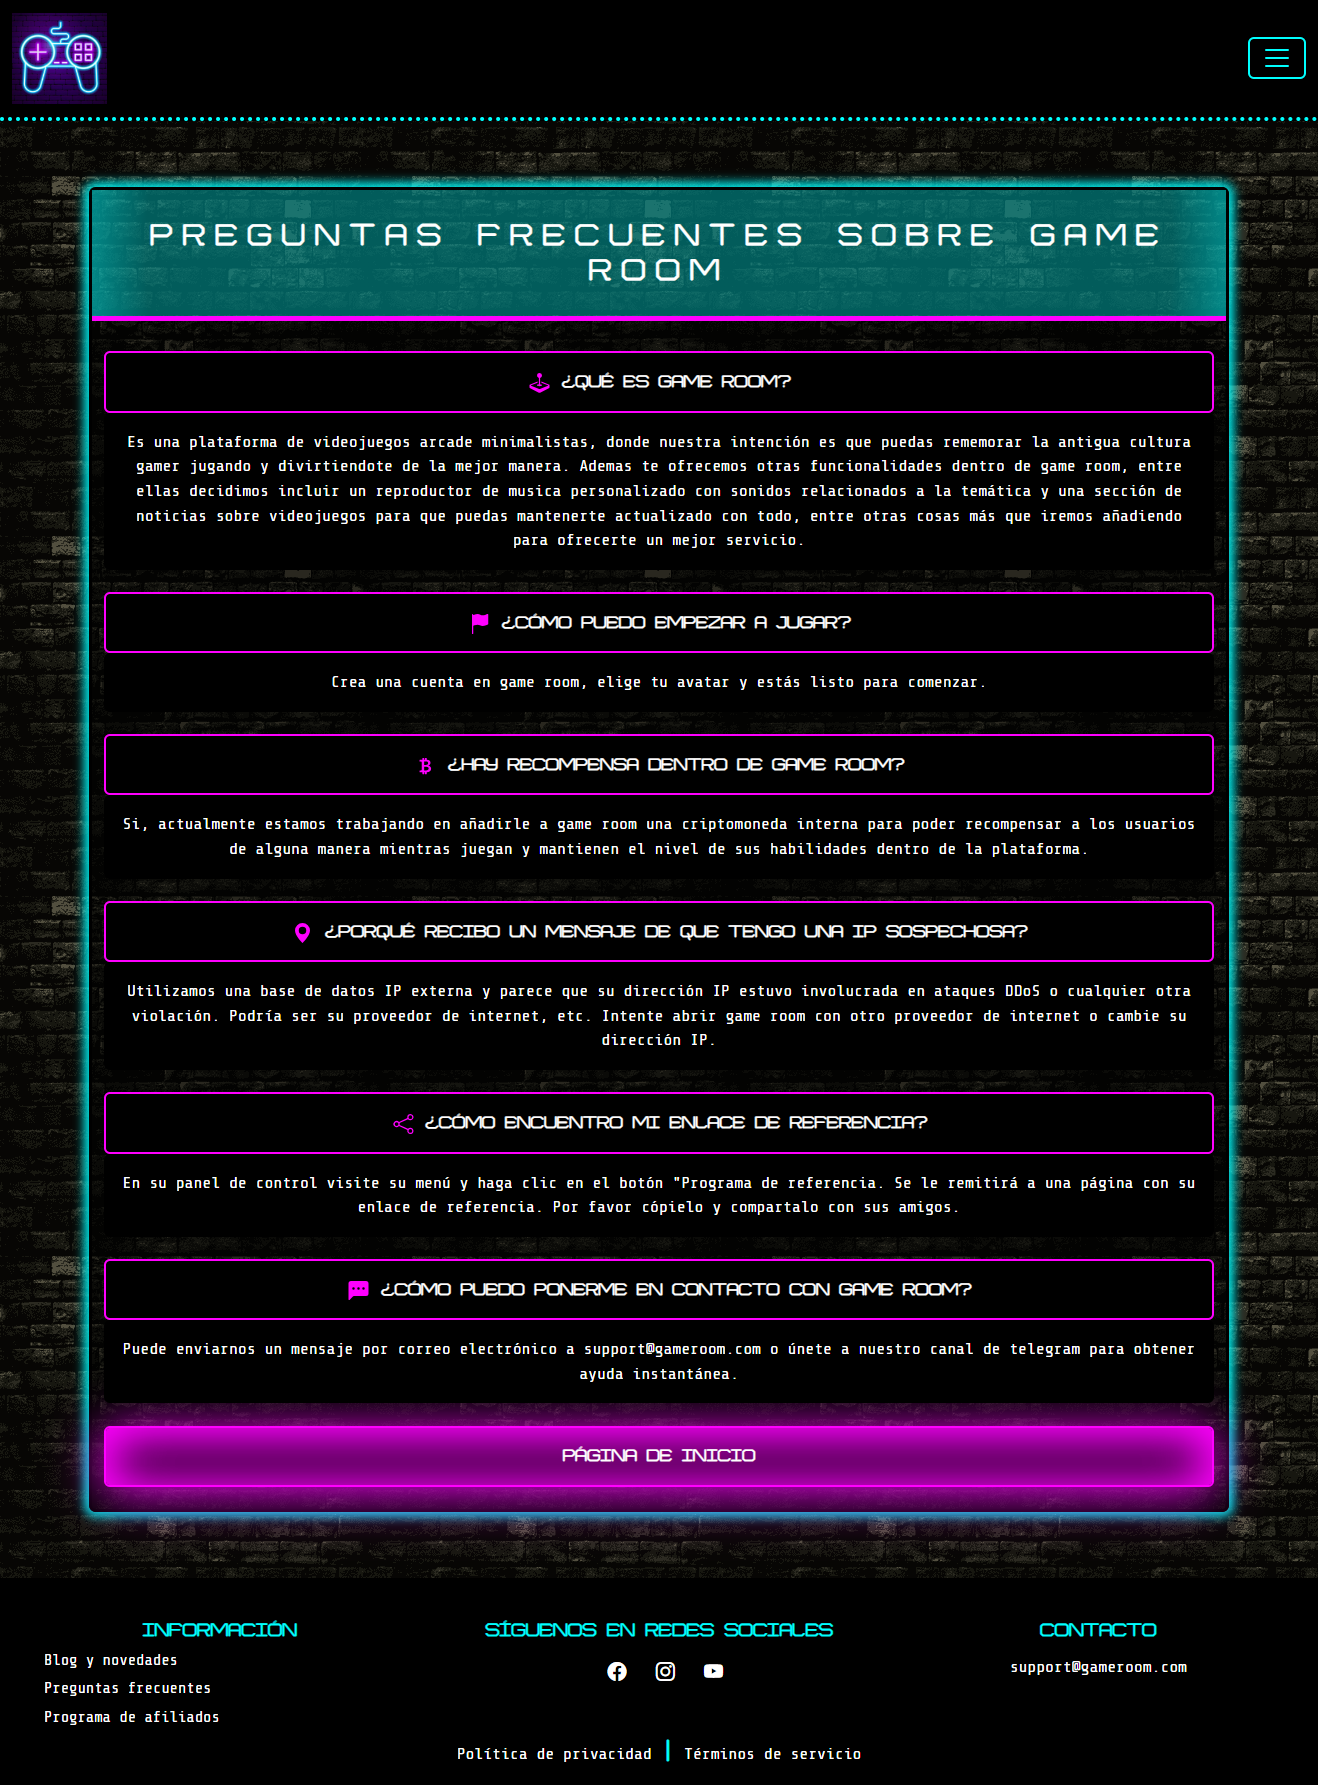 PREGUNTAS FRECUENTES SOBRE GAME
ROOM
¿QUÉ ES GAME ROOM?
Es una plataforma de videojuegos arcade minimalistas, donde nuestra intención es que puedas rememorar la antigua cultura
gamer jugando y divirtiendote de la mejor manera. Ademas te ofrecemos otras funcionalidades dentro de game room, entre
ellas decidimos incluir un reproductor de musica personalizado con sonidos relacionados a la temática y una sección de
noticias sobre videojuegos para que puedas mantenerte actualizado con todo, entre otras cosas más que iremos añadiendo
para ofrecerte un mejor servicio.
¿CÓMO PUEDO EMPEZAR A JUGAR?
Crea una cuenta en game room, elige tu avatar y estás listo para comenzar.
¿HAY RECOMPENSA DENTRO DE GAME ROOM?
Si, actualmente estamos trabajando en añadirle a game room una criptomoneda interna para poder recompensar a los usuarios
de alguna manera mientras juegan y mantienen el nivel de sus habilidades dentro de la plataforma.
¿PORQUÉ RECIBO UN MENSAJE DE QUE TENGO UNA IP SOSPECHOSA?
Utilizamos una base de datos IP externa y parece que su dirección IP estuvo involucrada en ataques DDoS o cualquier otra
violación. Podría ser su proveedor de internet, etc. Intente abrir game room con otro proveedor de internet o cambie su
dirección IP.
¿CÓMO ENCUENTRO MI ENLACE DE REFERENCIA?
En su panel de control visite su menú y haga clic en el botón "Programa de referencia. Se le remitirá a una página con su
enlace de referencia. Por favor cópielo y compartalo con sus amigos.
¿CÓMO PUEDO PONERME EN CONTACTO CON GAME ROOM?
Puede enviarnos un mensaje por correo electrónico a support@gameroom.com o únete a nuestro canal de telegram para obtener
ayuda instantánea.
PÁGINA DE INICIO
INFORMACIÓN
Blog y novedades
Preguntas frecuentes
Programa de afiliados
SÍGUENOS EN REDES SOCIALES
CONTACTO
support@gameroom.com
Política de privacidad | Términos de servicio